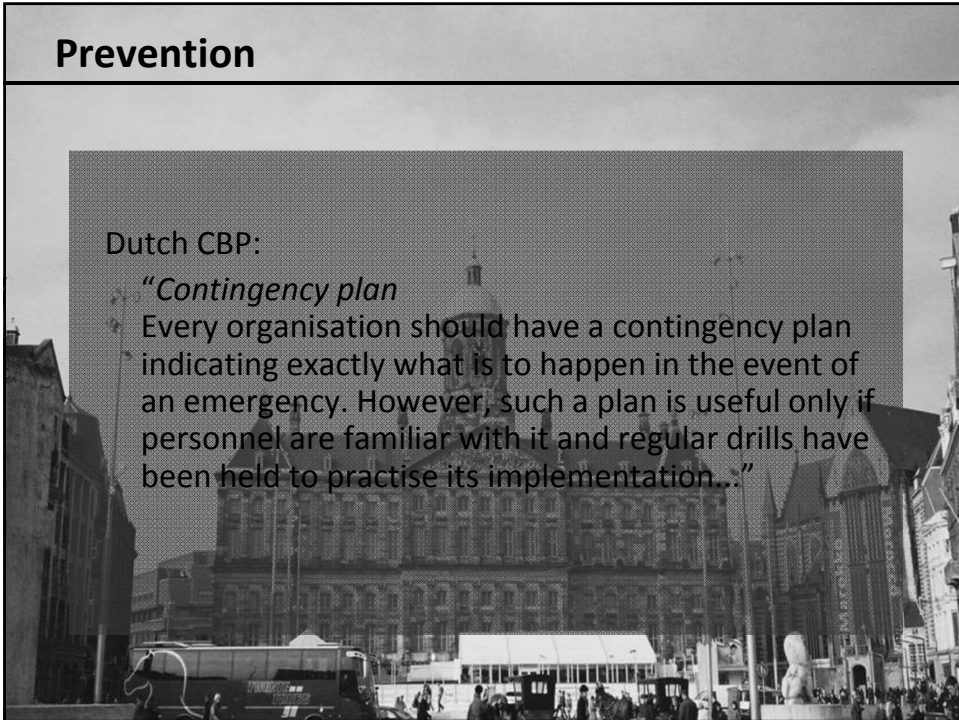 Prevention
Dutch CBP:
“Contingency plan
Every organisation should have a contingency plan
indicating exactly what is to happen in the event of
an emergency. However, such a plan is useful only if
personnel are familiar with it and regular drills have
been held to practise its implementation...”